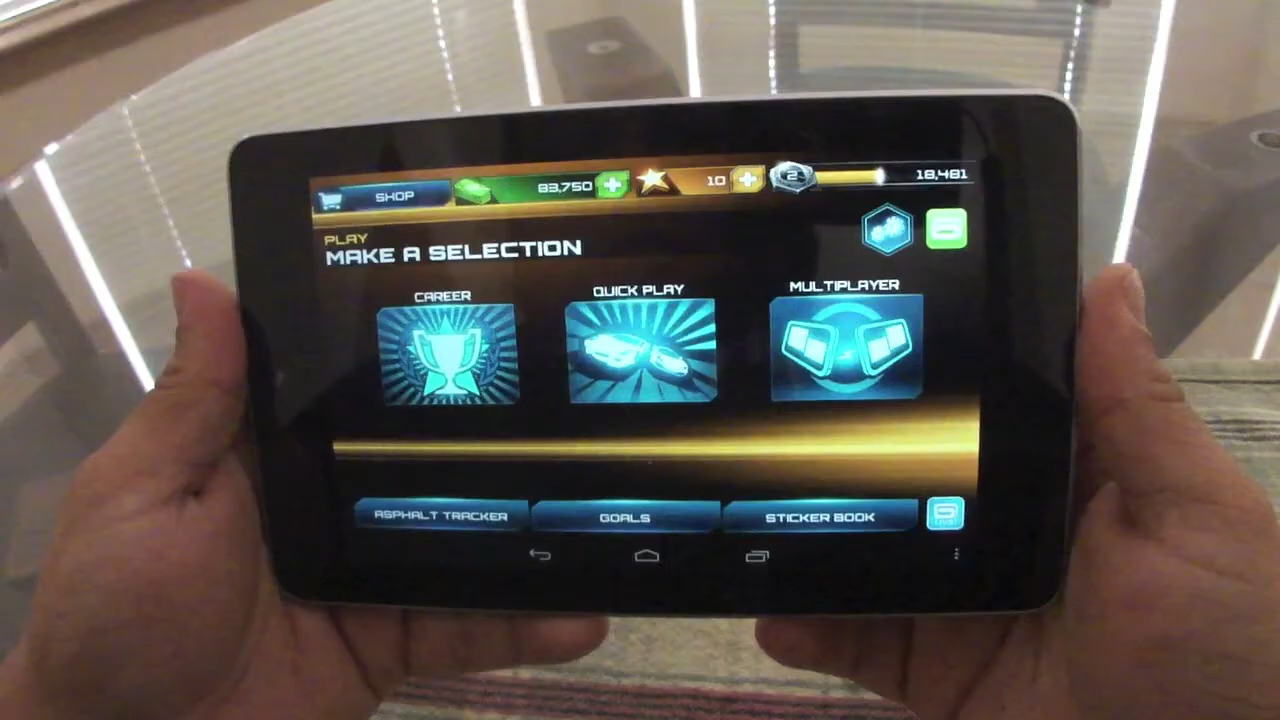 SHOP 83,750 10 2 18,481
PLAY
MAKE A SELECTION
CAREER QUICK PLAY MULTIPLAYER
ASPHALT TRACKER GOALS STICKER BOOK